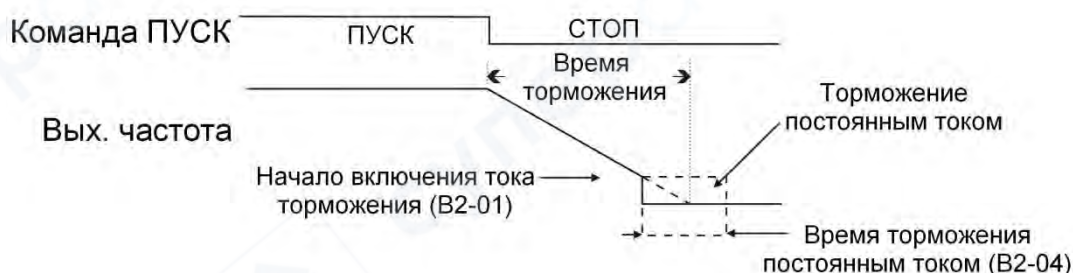 Команда ПУСК
ПУСК
СТОП
Время
торможения
Вых. частота
Торможение
постоянным током
Начало включения тока
торможения (B2-01)
Время торможения
постоянным током (B2-04)